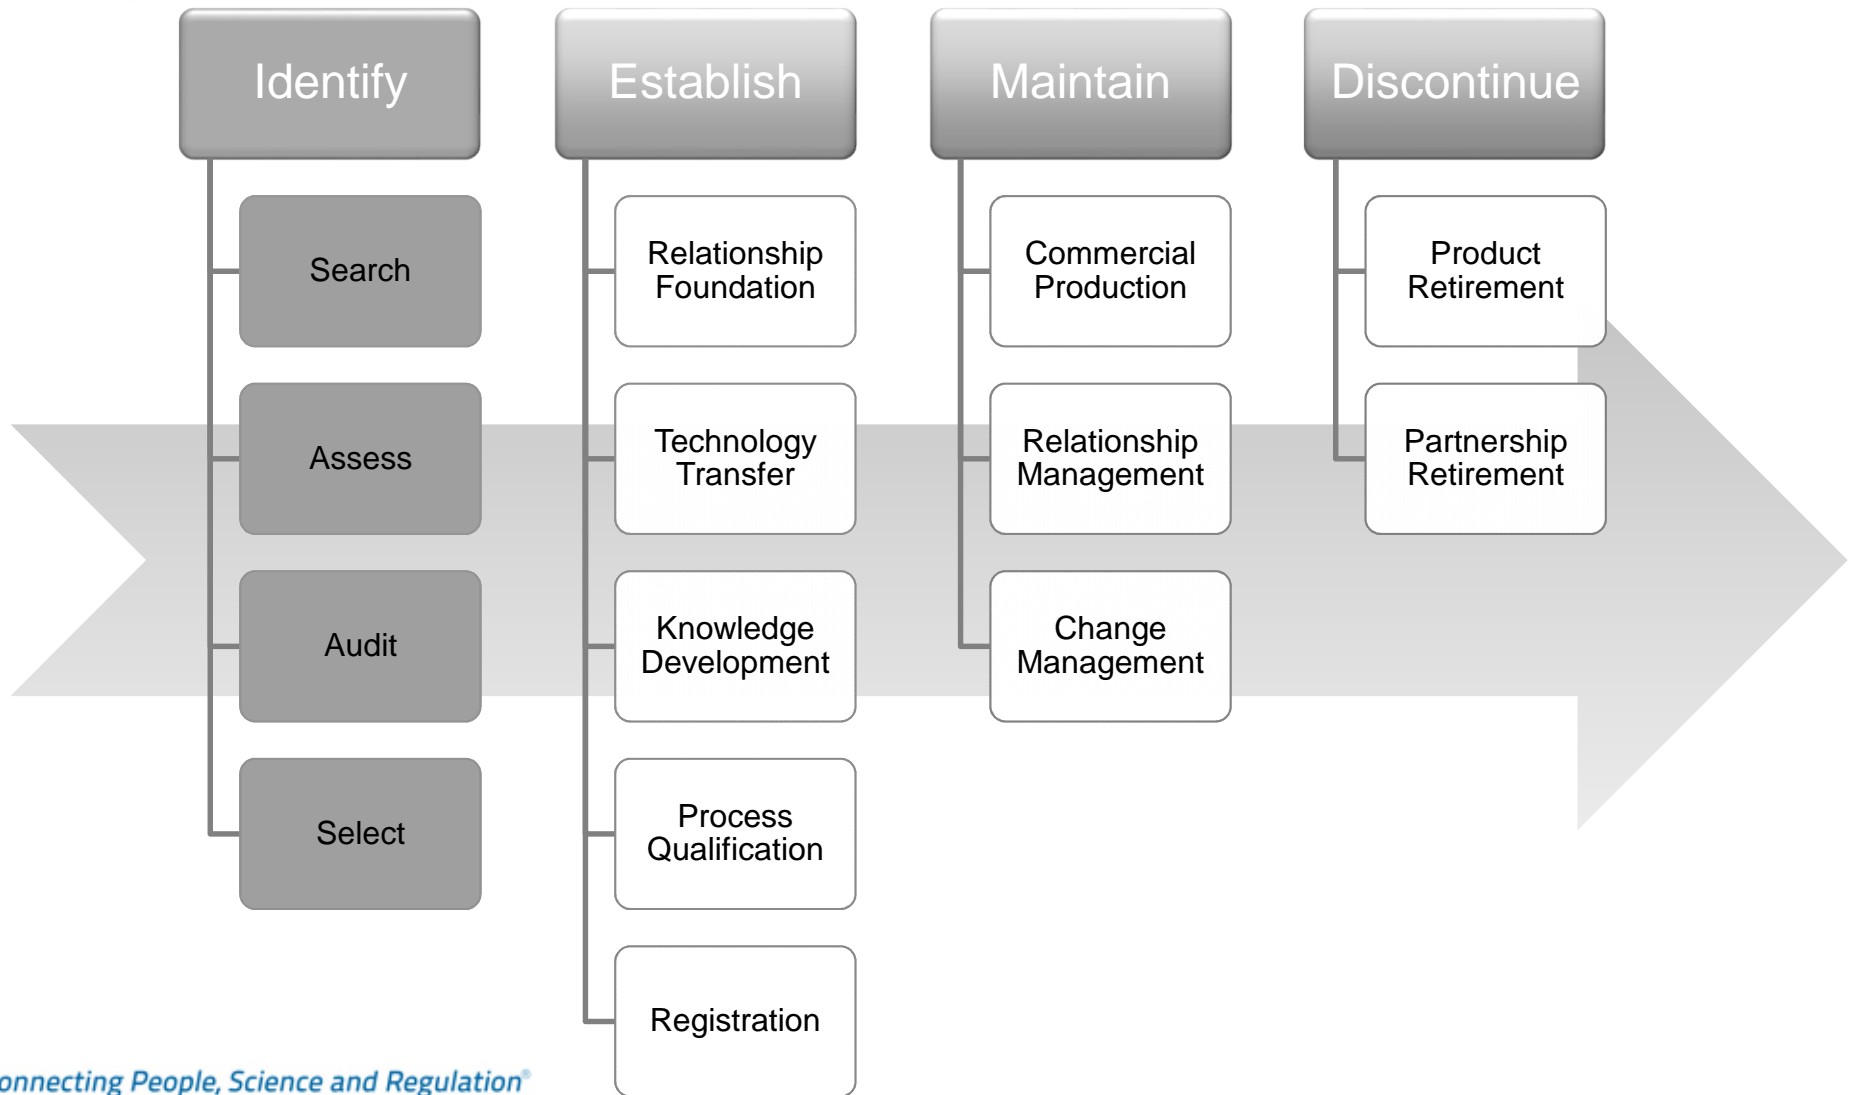 Identify
Search
Assess
Audit
Select
Establish
Relationship
Foundation
Technology
Transfer
Knowledge
Development
Process
Qualification
Registration
Maintain
Commercial
Production
Relationship
Management
Change
Management
Discontinue
Product
Retirement
Partnership
Retirement
onnecting People, Science and Regulation®